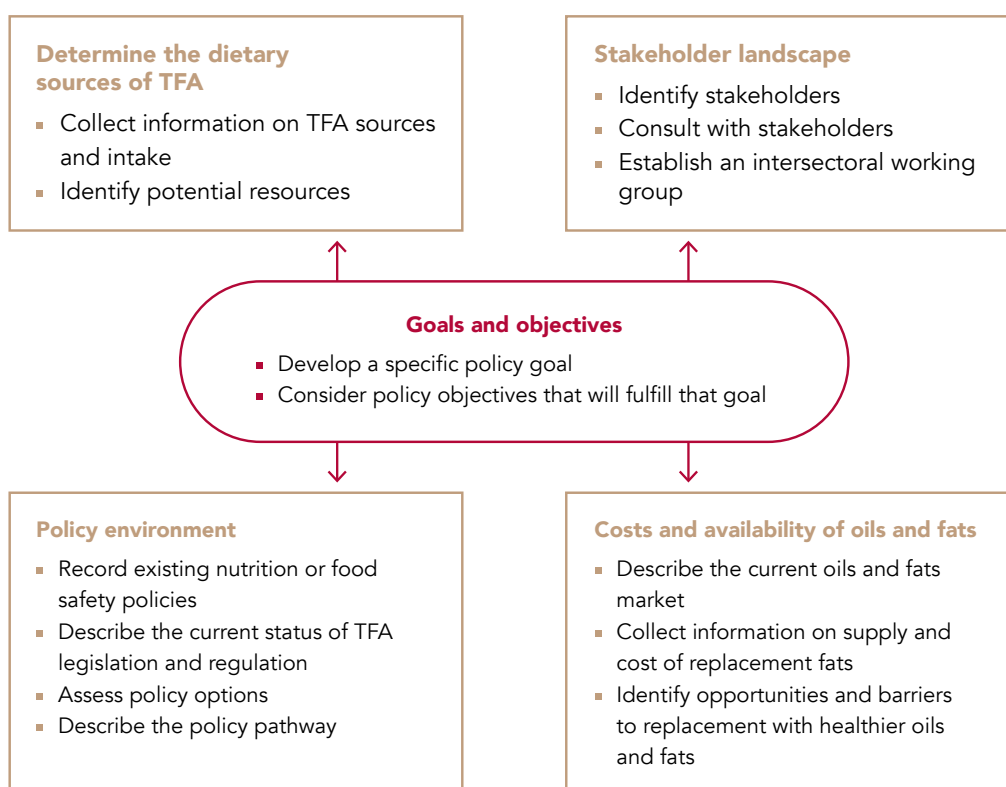 Determine the dietary
sources of TFA
▪ Collect information on TFA sources
and intake
▪ Identify potential resources
Stakeholder landscape
▪ Identify stakeholders
▪ Consult with stakeholders
▪ Establish an intersectoral working
group
Goals and objectives
▪ Develop a specific policy goal
▪ Consider policy objectives that will fulfill that goal
Policy environment
▪ Record existing nutrition or food
safety policies
▪ Describe the current status of TFA
legislation and regulation
▪ Assess policy options
▪ Describe the policy pathway
Costs and availability of oils and fats
▪ Describe the current oils and fats
market
▪ Collect information on supply and
cost of replacement fats
▪ Identify opportunities and barriers
to replacement with healthier oils
and fats